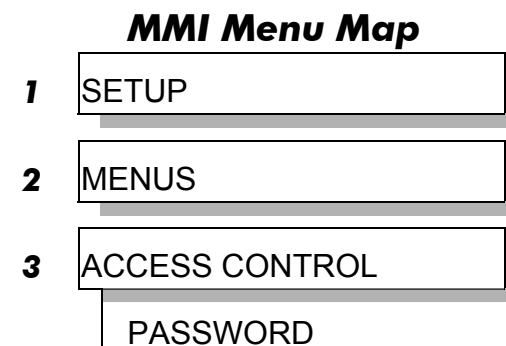 MMI Menu Map
1 SETUP
2 MENUS
3 ACCESS CONTROL
PASSWORD